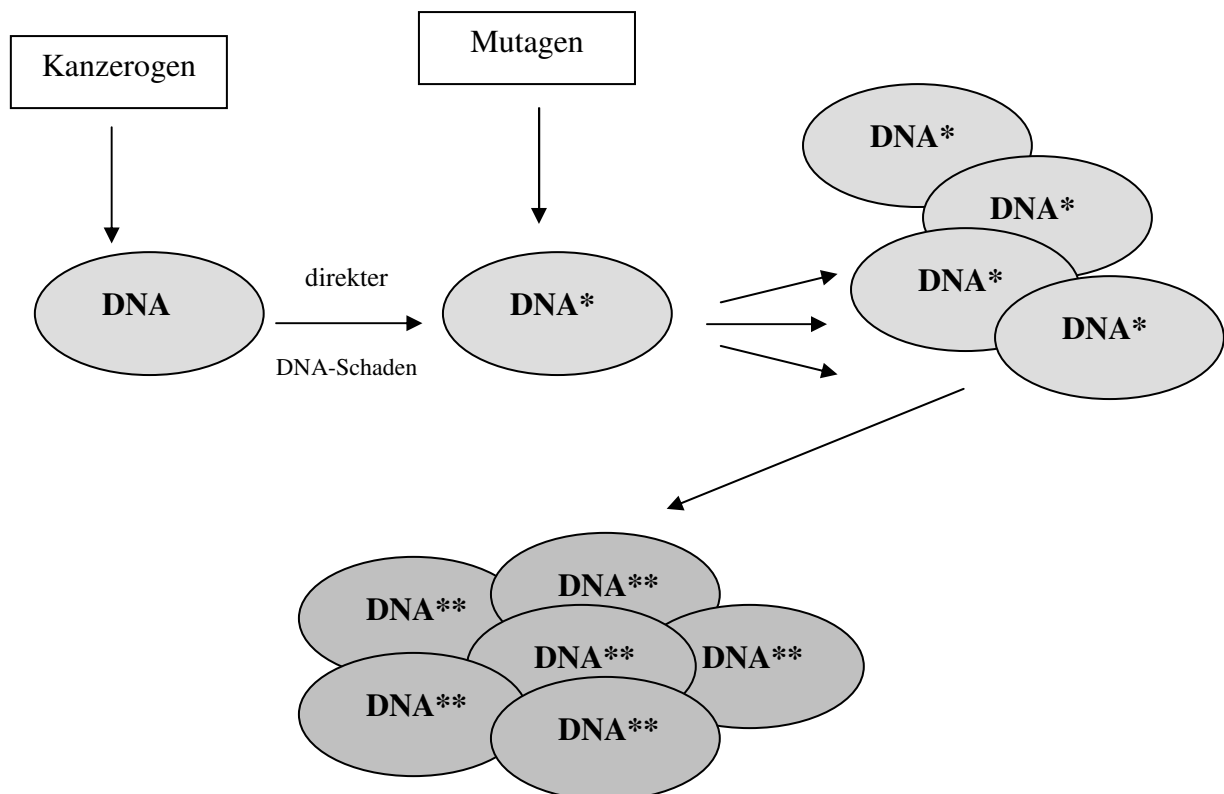 Kanzerogen
Mutagen
DNA
direkter
DNA-Schaden
DNA*
DNA*
DNA*
DNA*
DNA*
DNA**
DNA**
DNA**
DNA**
DNA**
DNA**